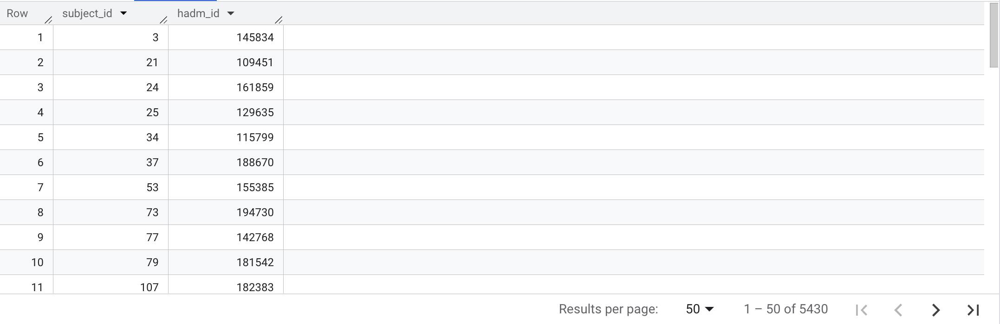 Row subject_id hadm_id
1 3 145834
2 21 109451
3 24 161859
4 25 129635
5 34 115799
6 37 188670
7 53 155385
8 73 194730
9 77 142768
10 79 181542
11 107 182383
Results per page: 50 1 – 50 of 5430